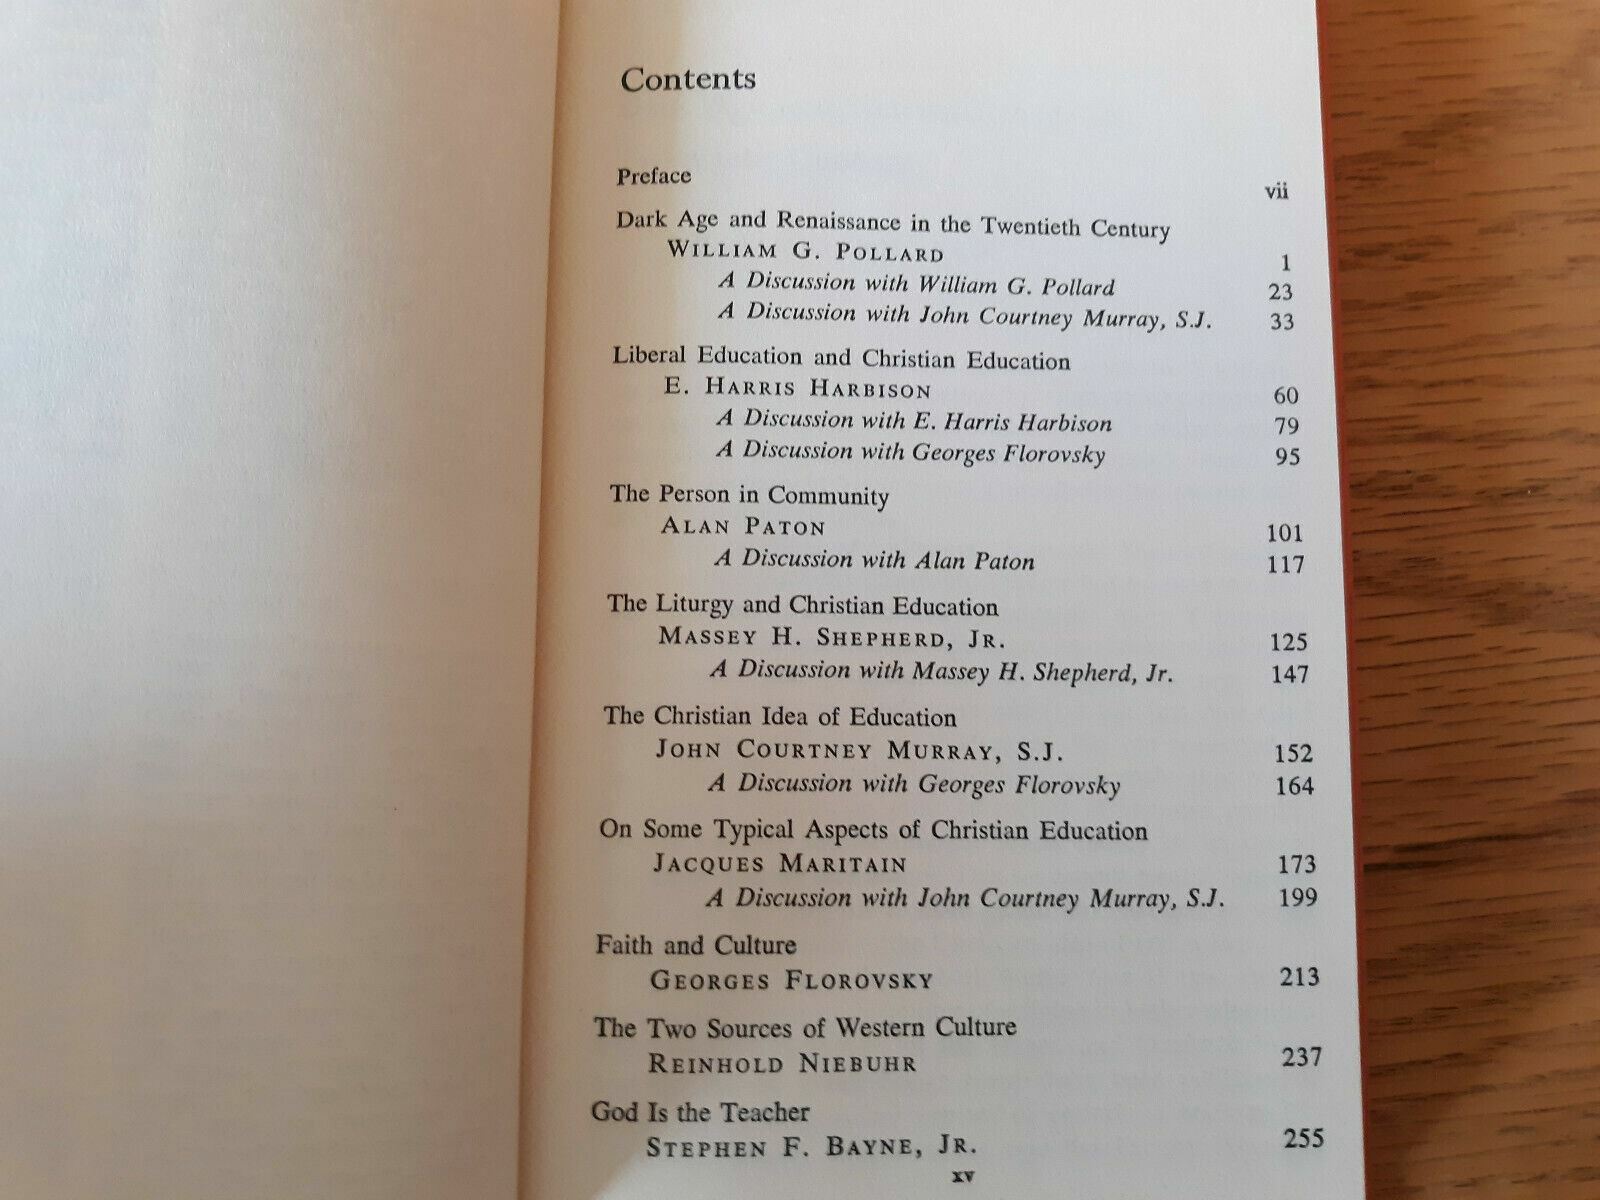 Contents
Preface vii
Dark Age and Renaissance in the Twentieth Century
WILLIAM G. POLLARD 1
A Discussion with William G. Pollard 23
A Discussion with John Courtney Murray, S.J. 33
Liberal Education and Christian Education
E. HARRIS HARBISON 60
A Discussion with E. Harris Harbison 79
A Discussion with Georges Florovsky 95
The Person in Community
ALAN PATON 101
A Discussion with Alan Paton 117
The Liturgy and Christian Education
MASSEY H. SHEPHERD, JR. 125
A Discussion with Massey H. Shepherd, Jr. 147
The Christian Idea of Education
JOHN COURTNEY MURRAY, S.J. 152
A Discussion with Georges Florovsky 164
On Some Typical Aspects of Christian Education
JACQUES MARITAIN 173
A Discussion with John Courtney Murray, S.J. 199
Faith and Culture
GEORGES FLOROVSKY 213
The Two Sources of Western Culture
REINHOLD NIEBUHR 237
God Is the Teacher
STEPHEN F. BAYNE, JR. 255
xv